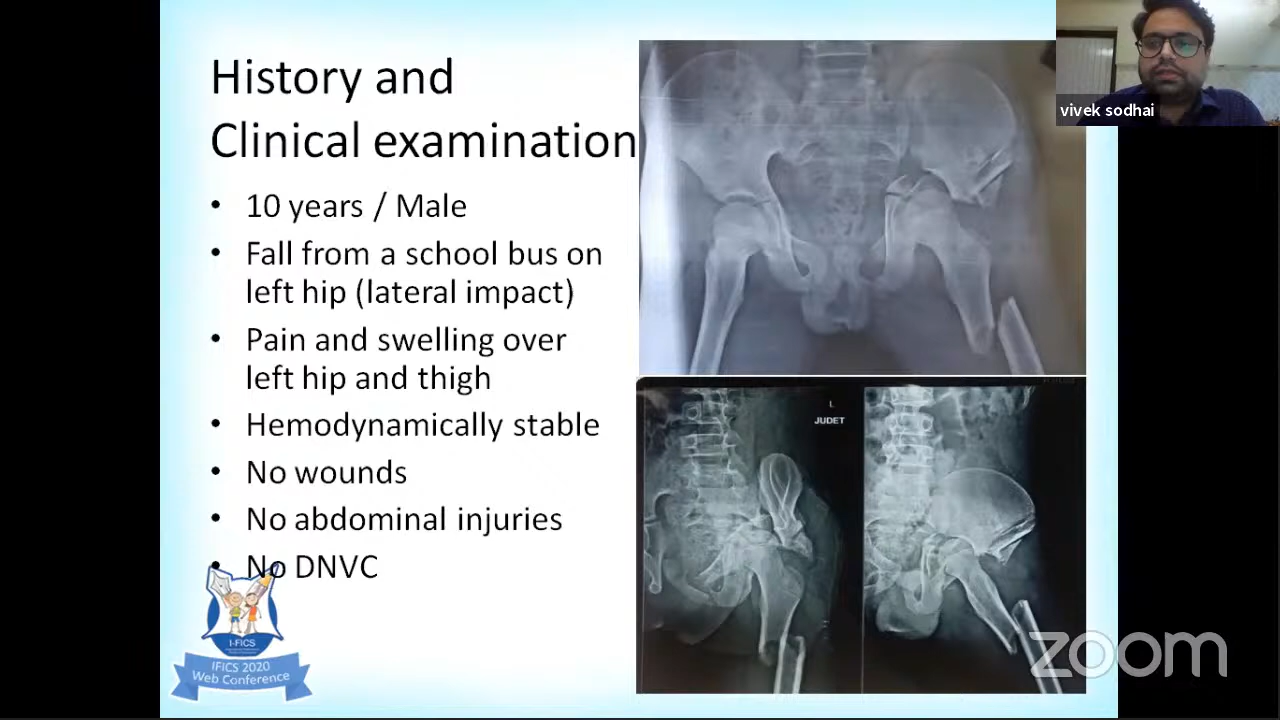 History and
Clinical examination
• 10 years / Male
• Fall from a school bus on
left hip (lateral impact)
• Pain and swelling over
left hip and thigh
• Hemodynamically stable
• No wounds
• No abdominal injuries
• No DNVC
I-FICS
IFICS 2020
Web Conference
L
JUDET
vivek sodhai
zoom